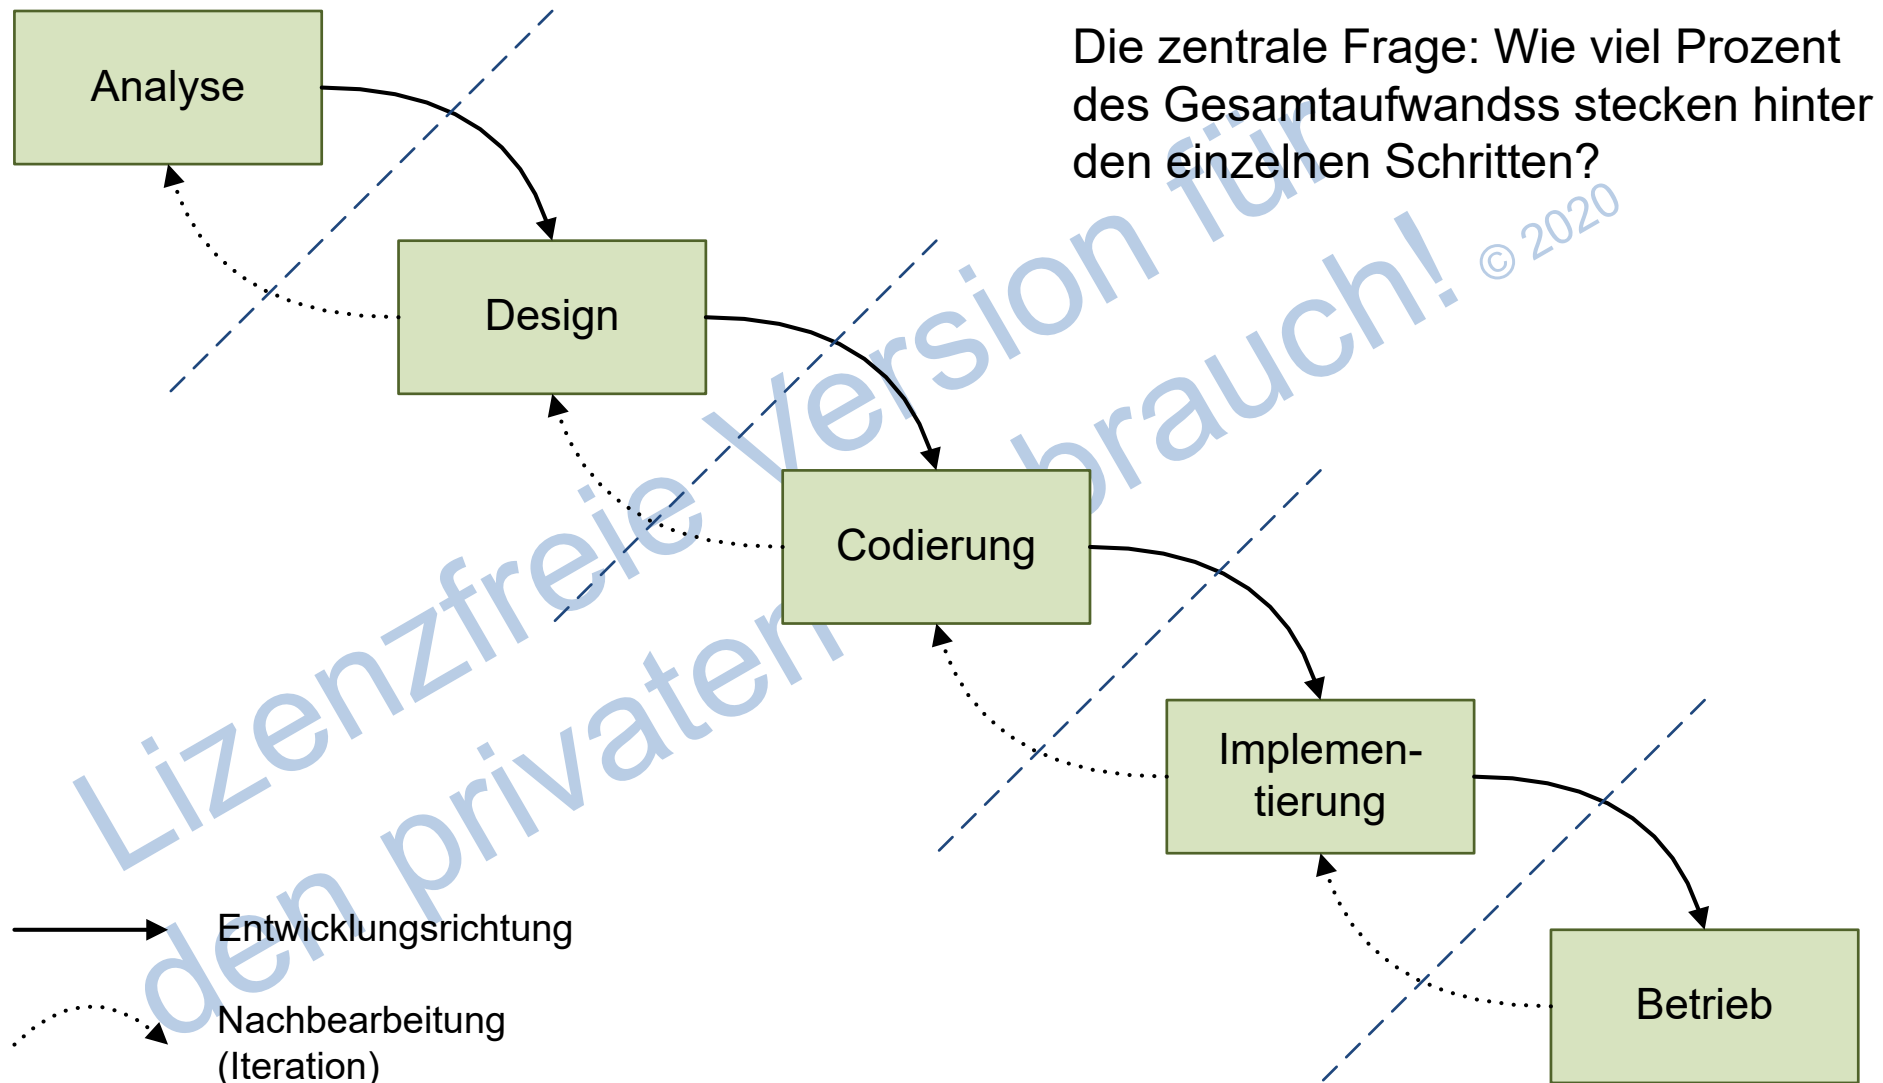 Die zentrale Frage: Wie viel Prozent
des Gesamtaufwandss stecken hinter
den einzelnen Schritten?
Analyse
Design
Codierung
Implemen-
tierung
Betrieb
Entwicklungsrichtung
Nachbearbeitung
(Iteration)
Lizenzfreie Version für
den privaten brauch! © 2020